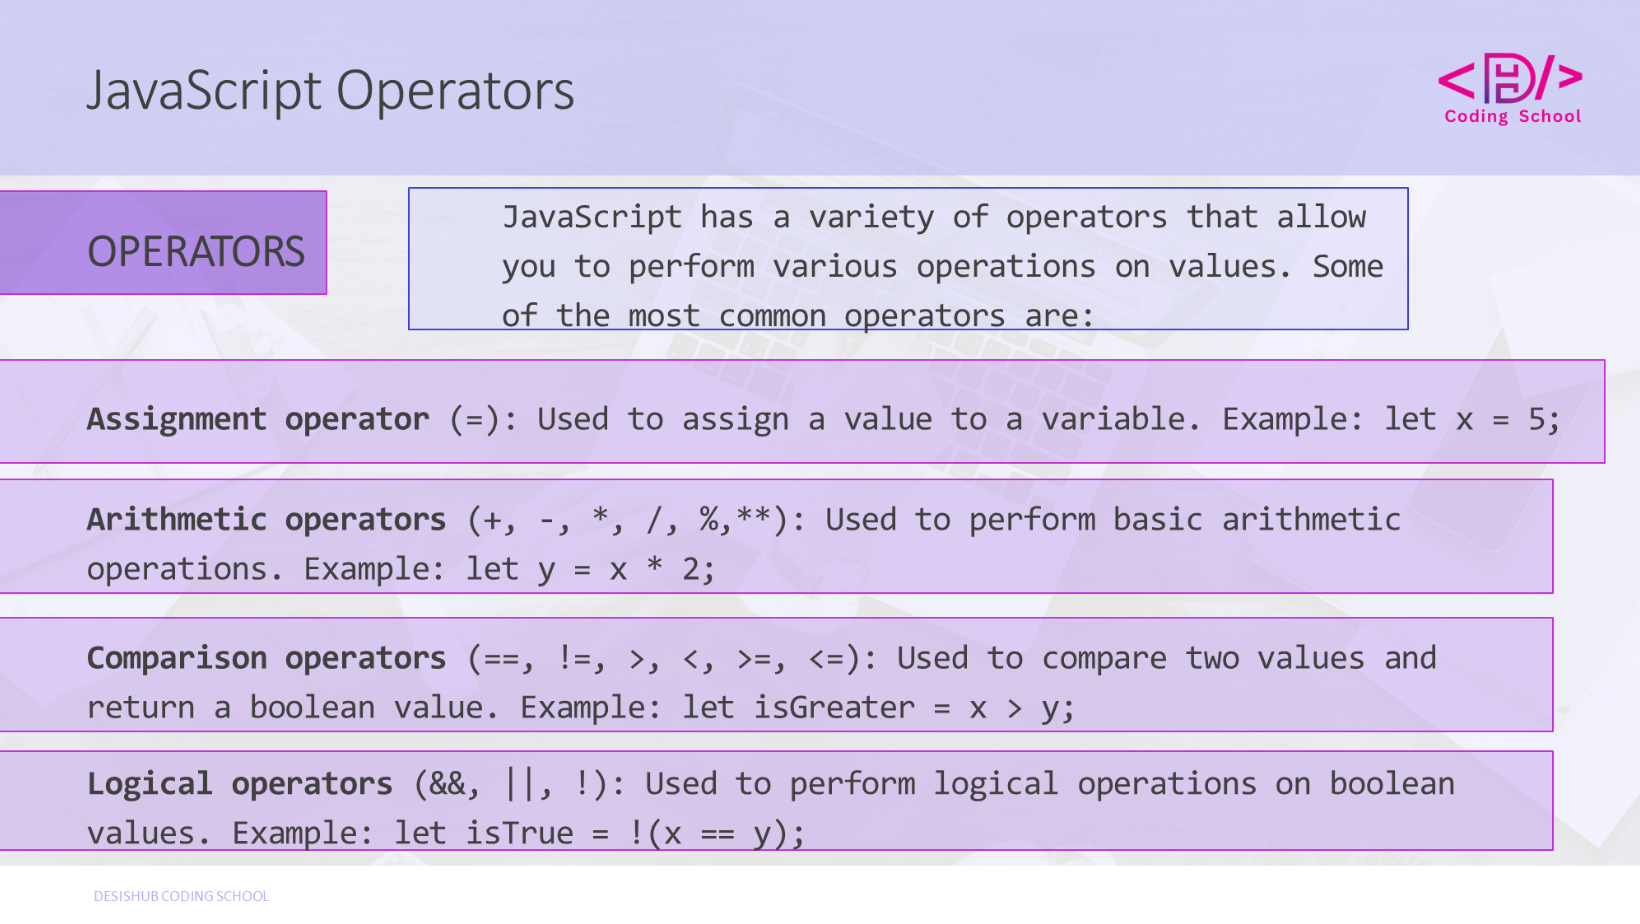 JavaScript Operators
Coding School
OPERATORS
JavaScript has a variety of operators that allow
you to perform various operations on values. Some
of the most common operators are:
Assignment operator (=): Used to assign a value to a variable. Example: let x = 5;
Arithmetic operators (+, -, *, /, %,**): Used to perform basic arithmetic
operations. Example: let y = x * 2;
Comparison operators (==, !=, >, <, >=, <=): Used to compare two values and
return a boolean value. Example: let isGreater = x > y;
Logical operators (&&, ||, !): Used to perform logical operations on boolean
values. Example: let isTrue = !(x == y);
DESISHUB CODING SCHOOL